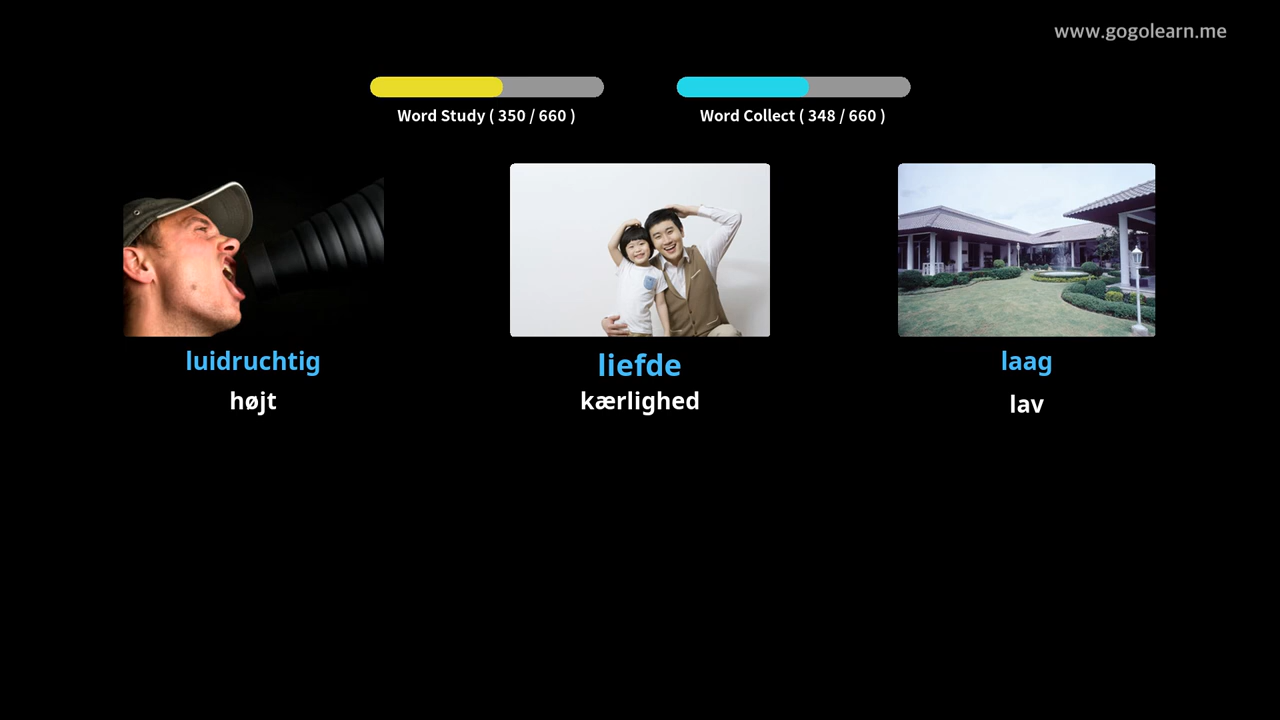 www.gogolearn.me
Word Study ( 350 / 660 )
Word Collect ( 348 / 660 )
luidruchtig
højt
liefde
kærlighed
laag
lav